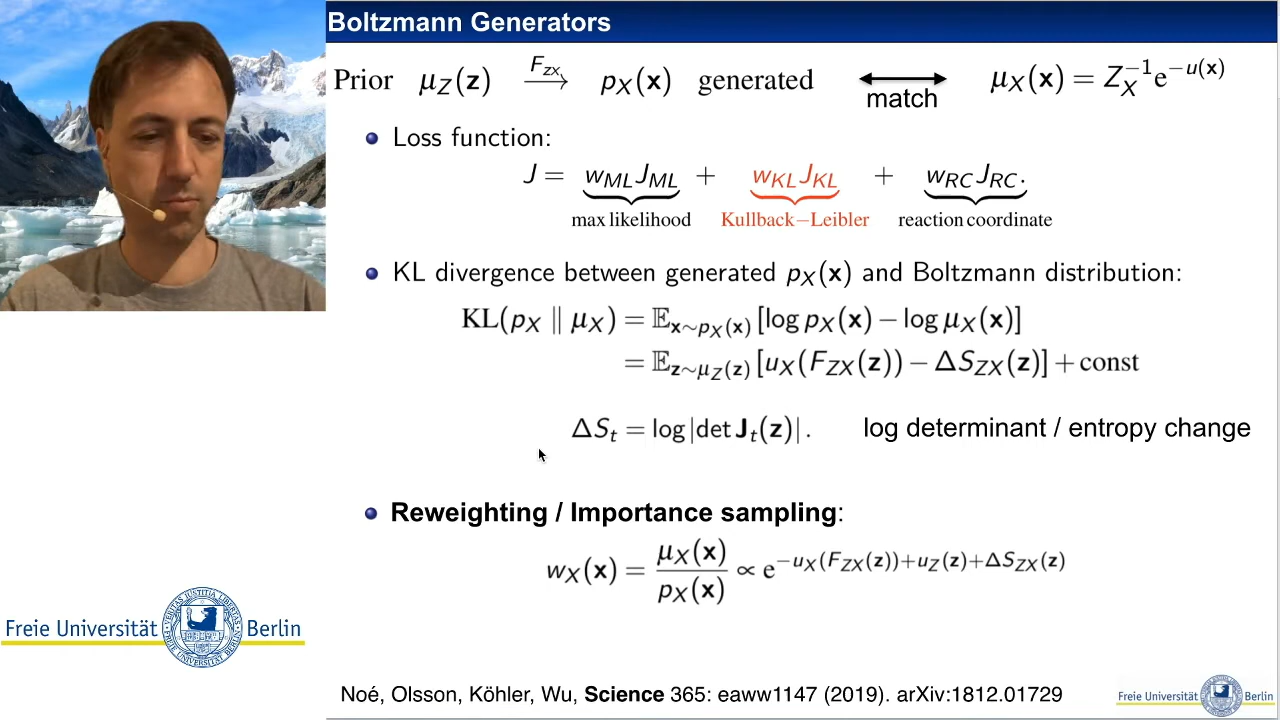 Boltzmann Generators
Prior μ_Z(z) —F_ZX→ p_X(x) generated ⟷ match μ_X(x) = Z_X^{−1} e^{−u(x)}
Loss function:
J = w_ML J_ML + w_KL J_KL + w_RC J_RC.
max likelihood Kullback−Leibler reaction coordinate
KL divergence between generated p_X(x) and Boltzmann distribution:
KL(p_X ∥ μ_X) = 𝔼_{x∼p_X(x)} [log p_X(x) − log μ_X(x)]
= 𝔼_{z∼μ_Z(z)} [u_X(F_ZX(z)) − ΔS_ZX(z)] + const
ΔS_t = log |det J_t(z)| . log determinant / entropy change
Reweighting / Importance sampling:
w_X(x) = μ_X(x) / p_X(x) ∝ e^{−u_X(F_ZX(z))+u_Z(z)+ΔS_ZX(z)}
Freie Universität Berlin
Noé, Olsson, Köhler, Wu, Science 365: eaww1147 (2019). arXiv:1812.01729
Freie Universität Berlin